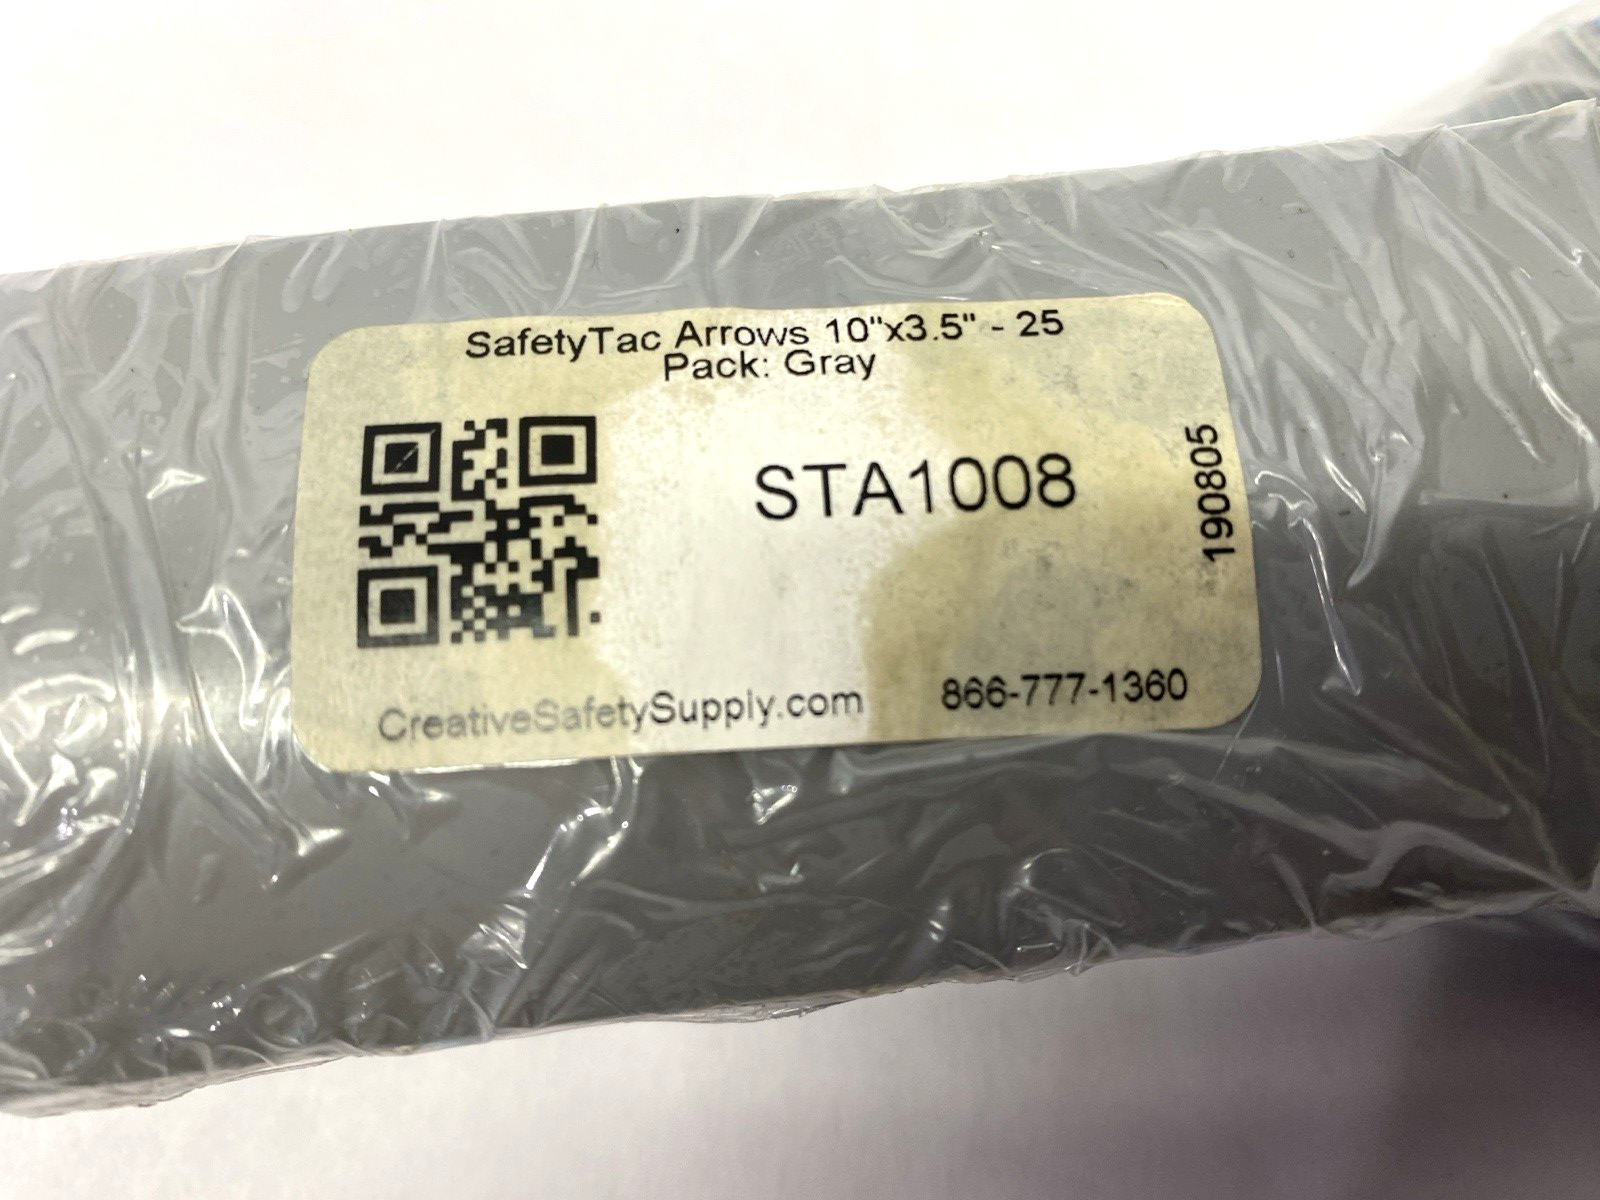 SafetyTac Arrows 10"x3.5" - 25
Pack: Gray
STA1008
190805
CreativeSafetySupply.com
866-777-1360